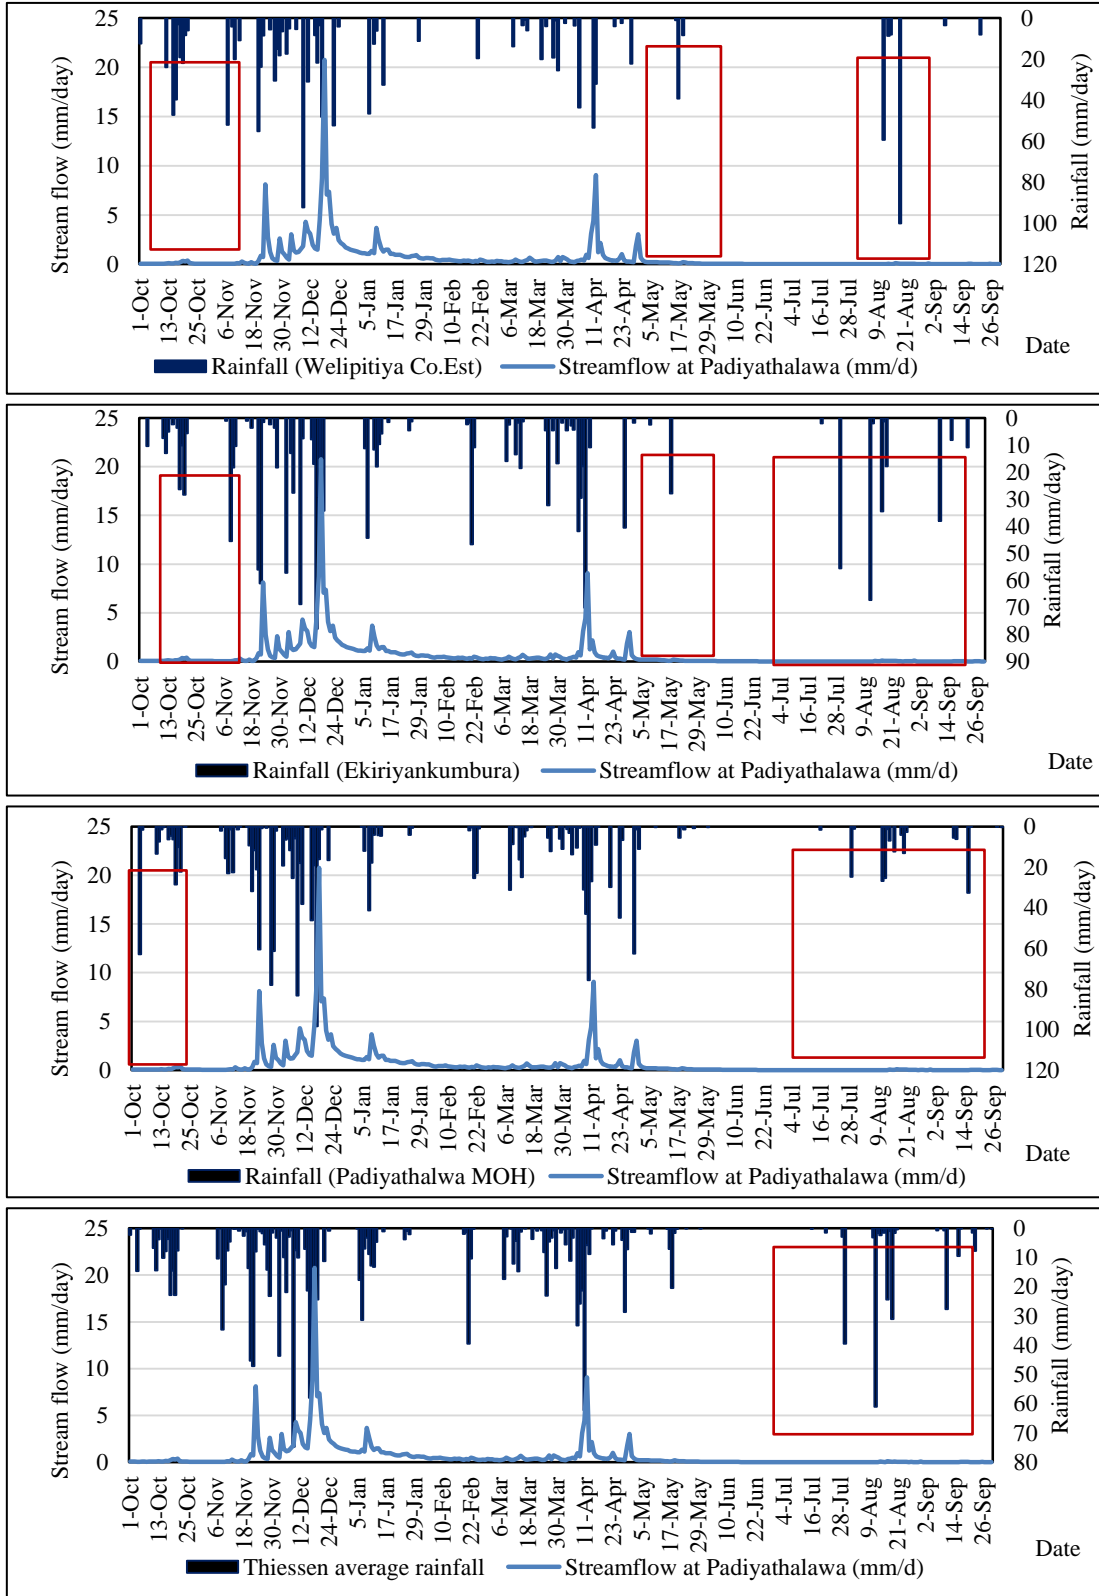 25
20
15
10
5
0
Stream flow (mm/day)
0
20
40
60
80
100
120
Rainfall (mm/day)
1-Oct
13-Oct
25-Oct
6-Nov
18-Nov
30-Nov
12-Dec
24-Dec
5-Jan
17-Jan
29-Jan
10-Feb
22-Feb
6-Mar
18-Mar
30-Mar
11-Apr
23-Apr
5-May
17-May
29-May
10-Jun
22-Jun
4-Jul
16-Jul
28-Jul
9-Aug
21-Aug
2-Sep
14-Sep
26-Sep
Date
Rainfall (Welipitiya Co.Est)
Streamflow at Padiyathalawa (mm/d)
25
20
15
10
5
0
Stream flow (mm/day)
0
10
20
30
40
50
60
70
80
90
Rainfall (mm/day)
1-Oct
13-Oct
25-Oct
6-Nov
18-Nov
30-Nov
12-Dec
24-Dec
5-Jan
17-Jan
29-Jan
10-Feb
22-Feb
6-Mar
18-Mar
30-Mar
11-Apr
23-Apr
5-May
17-May
29-May
10-Jun
22-Jun
4-Jul
16-Jul
28-Jul
9-Aug
21-Aug
2-Sep
14-Sep
26-Sep
Date
Rainfall (Ekiriyankumbura)
Streamflow at Padiyathalawa (mm/d)
25
20
15
10
5
0
Stream flow (mm/day)
0
20
40
60
80
100
120
Rainfall (mm/day)
1-Oct
13-Oct
25-Oct
6-Nov
18-Nov
30-Nov
12-Dec
24-Dec
5-Jan
17-Jan
29-Jan
10-Feb
22-Feb
6-Mar
18-Mar
30-Mar
11-Apr
23-Apr
5-May
17-May
29-May
10-Jun
22-Jun
4-Jul
16-Jul
28-Jul
9-Aug
21-Aug
2-Sep
14-Sep
26-Sep
Date
Rainfall (Padiyathalwa MOH)
Streamflow at Padiyathalawa (mm/d)
25
20
15
10
5
0
Stream flow (mm/day)
0
10
20
30
40
50
60
70
80
Rainfall (mm/day)
1-Oct
13-Oct
25-Oct
6-Nov
18-Nov
30-Nov
12-Dec
24-Dec
5-Jan
17-Jan
29-Jan
10-Feb
22-Feb
6-Mar
18-Mar
30-Mar
11-Apr
23-Apr
5-May
17-May
29-May
10-Jun
22-Jun
4-Jul
16-Jul
28-Jul
9-Aug
21-Aug
2-Sep
14-Sep
26-Sep
Date
Thiessen average rainfall
Streamflow at Padiyathalawa (mm/d)